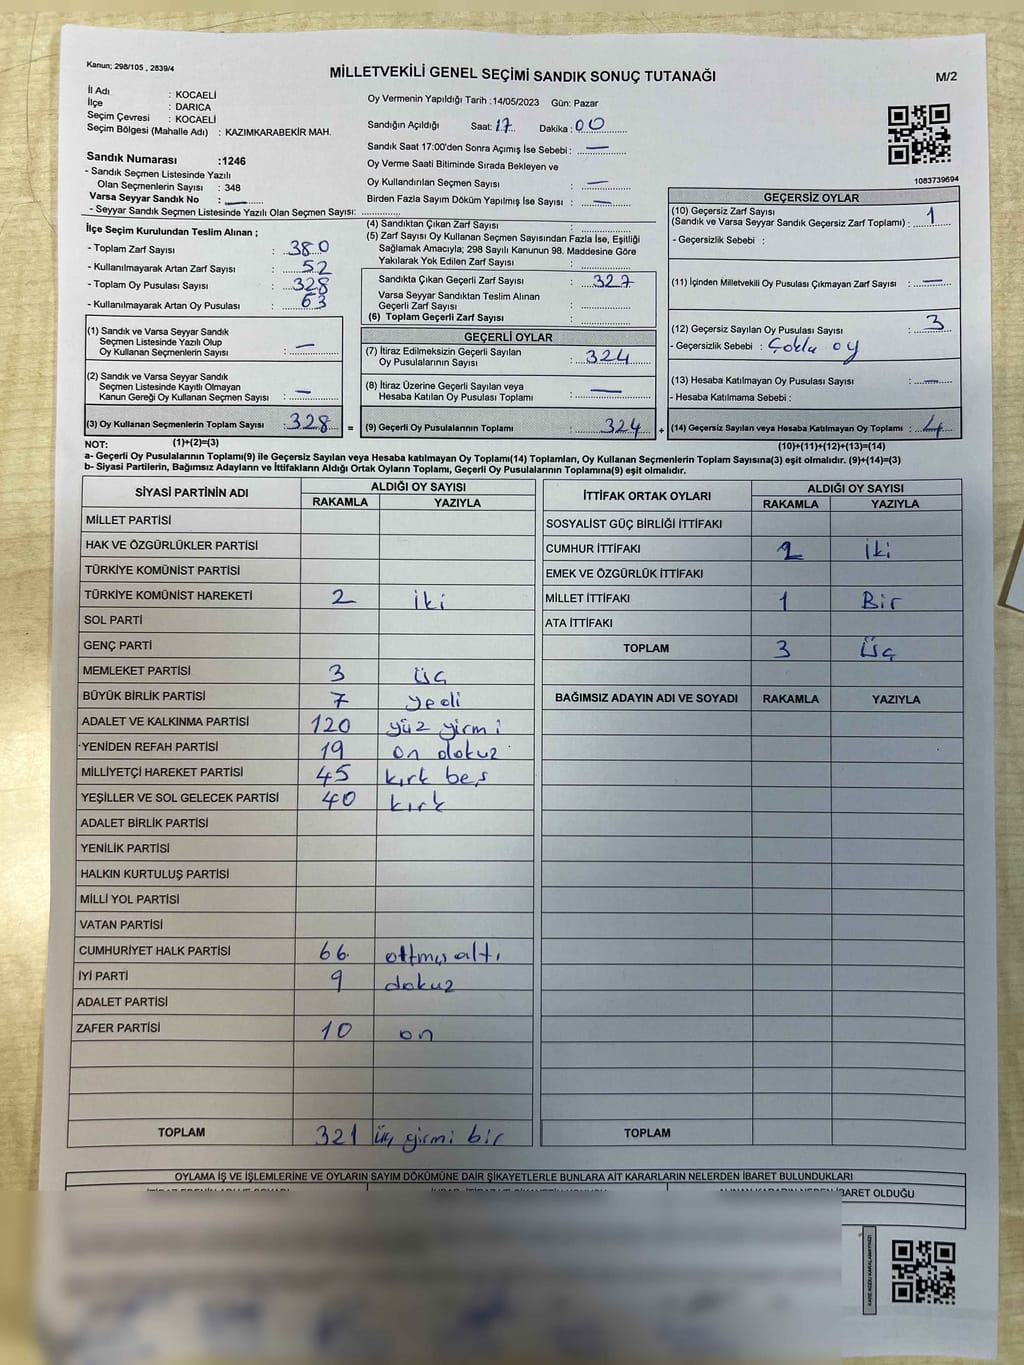 Kanun; 298/105 , 2839/4
MİLLETVEKİLİ GENEL SEÇİMİ SANDIK SONUÇ TUTANAĞI
M/2
İl Adı : KOCAELİ
İlçe : DARICA
Seçim Çevresi : KOCAELİ
Seçim Bölgesi (Mahalle Adı) : KAZIMKARABEKİR MAH.
Sandık Numarası :1246
- Sandık Seçmen Listesinde Yazılı
Olan Seçmenlerin Sayısı : 348
Varsa Seyyar Sandık No : —
- Seyyar Sandık Seçmen Listesinde Yazılı Olan Seçmen Sayısı:
Oy Vermenin Yapıldığı Tarih :14/05/2023 Gün: Pazar
Sandığın Açıldığı Saat: 17 Dakika : 00
Sandık Saat 17:00'den Sonra Açımış İse Sebebi : —
Oy Verme Saati Bitiminde Sırada Bekleyen ve
Oy Kullandırılan Seçmen Sayısı : —
Birden Fazla Sayım Döküm Yapılmış İse Sayısı : —
1083739694
İlçe Seçim Kurulundan Teslim Alınan ;
- Toplam Zarf Sayısı : 380
- Kullanılmayarak Artan Zarf Sayısı : 52
- Toplam Oy Pusulası Sayısı : 328
- Kullanılmayarak Artan Oy Pusulası : 63
(1) Sandık ve Varsa Seyyar Sandık
Seçmen Listesinde Yazılı Olup
Oy Kullanan Seçmenlerin Sayısı : —
(2) Sandık ve Varsa Seyyar Sandık
Seçmen Listesinde Kayıtlı Olmayan
Kanun Gereği Oy Kullanan Seçmen Sayısı : —
(3) Oy Kullanan Seçmenlerin Toplam Sayısı : 328 =
(4) Sandıktan Çıkan Zarf Sayısı :
(5) Zarf Sayısı Oy Kullanan Seçmen Sayısından Fazla İse, Eşitliği
Sağlamak Amacıyla; 298 Sayılı Kanunun 98. Maddesine Göre
Yakılarak Yok Edilen Zarf Sayısı :
Sandıkta Çıkan Geçerli Zarf Sayısı : 327
Varsa Seyyar Sandıktan Teslim Alınan
Geçerli Zarf Sayısı :
(6) Toplam Geçerli Zarf Sayısı :
GEÇERLİ OYLAR
(7) İtiraz Edilmeksizin Geçerli Sayılan
Oy Pusulalarının Sayısı : 324
(8) İtiraz Üzerine Geçerli Sayılan veya
Hesaba Katılan Oy Pusulası Toplamı : —
(9) Geçerli Oy Pusulalarının Toplamı : 324 +
GEÇERSİZ OYLAR
(10) Geçersiz Zarf Sayısı
(Sandık ve Varsa Seyyar Sandık Geçersiz Zarf Toplamı) : 1
- Geçersizlik Sebebi :
(11) İçinden Milletvekili Oy Pusulası Çıkmayan Zarf Sayısı : —
(12) Geçersiz Sayılan Oy Pusulası Sayısı : 3
- Geçersizlik Sebebi : Çoklu oy
(13) Hesaba Katılmayan Oy Pusulası Sayısı : —
- Hesaba Katılmama Sebebi :
(14) Geçersiz Sayılan veya Hesaba Katılmayan Oy Toplamı : 4
NOT: (1)+(2)=(3) (10)+(11)+(12)+(13)=(14)
a- Geçerli Oy Pusulalarının Toplamı(9) ile Geçersiz Sayılan veya Hesaba katılmayan Oy Toplamı(14) Toplamları, Oy Kullanan Seçmenlerin Toplam Sayısına(3) eşit olmalıdır. (9)+(14)=(3)
b- Siyasi Partilerin, Bağımsız Adayların ve İttifakların Aldığı Ortak Oyların Toplamı, Geçerli Oy Pusulalarının Toplamına(9) eşit olmalıdır.
SİYASİ PARTİNİN ADI ALDIĞI OY SAYISI
RAKAMLA YAZIYLA
MİLLET PARTİSİ
HAK VE ÖZGÜRLÜKLER PARTİSİ
TÜRKİYE KOMÜNİST PARTİSİ
TÜRKİYE KOMÜNİST HAREKETİ 2 iki
SOL PARTİ
GENÇ PARTİ
MEMLEKET PARTİSİ 3 üç
BÜYÜK BİRLİK PARTİSİ 7 yedi
ADALET VE KALKINMA PARTİSİ 120 yüz yirmi
YENİDEN REFAH PARTİSİ 19 on dokuz
MİLLİYETÇİ HAREKET PARTİSİ 45 kırk beş
YEŞİLLER VE SOL GELECEK PARTİSİ 40 kırk
ADALET BİRLİK PARTİSİ
YENİLİK PARTİSİ
HALKIN KURTULUŞ PARTİSİ
MİLLİ YOL PARTİSİ
VATAN PARTİSİ
CUMHURİYET HALK PARTİSİ 66 altmış altı
İYİ PARTİ 9 dokuz
ADALET PARTİSİ
ZAFER PARTİSİ 10 on
TOPLAM 321 üç yirmi bir
İTTİFAK ORTAK OYLARI ALDIĞI OY SAYISI
RAKAMLA YAZIYLA
SOSYALİST GÜÇ BİRLİĞİ İTTİFAKI
CUMHUR İTTİFAKI 2 iki
EMEK VE ÖZGÜRLÜK İTTİFAKI
MİLLET İTTİFAKI 1 Bir
ATA İTTİFAKI
TOPLAM 3 Üç
BAĞIMSIZ ADAYIN ADI VE SOYADI RAKAMLA YAZIYLA
TOPLAM
OYLAMA İŞ VE İŞLEMLERİNE VE OYLARIN SAYIM DÖKÜMÜNE DAİR ŞİKAYETLERLE BUNLARA AİT KARARLARIN NELERDEN İBARET BULUNDUKLARI
İBARET OLDUĞU